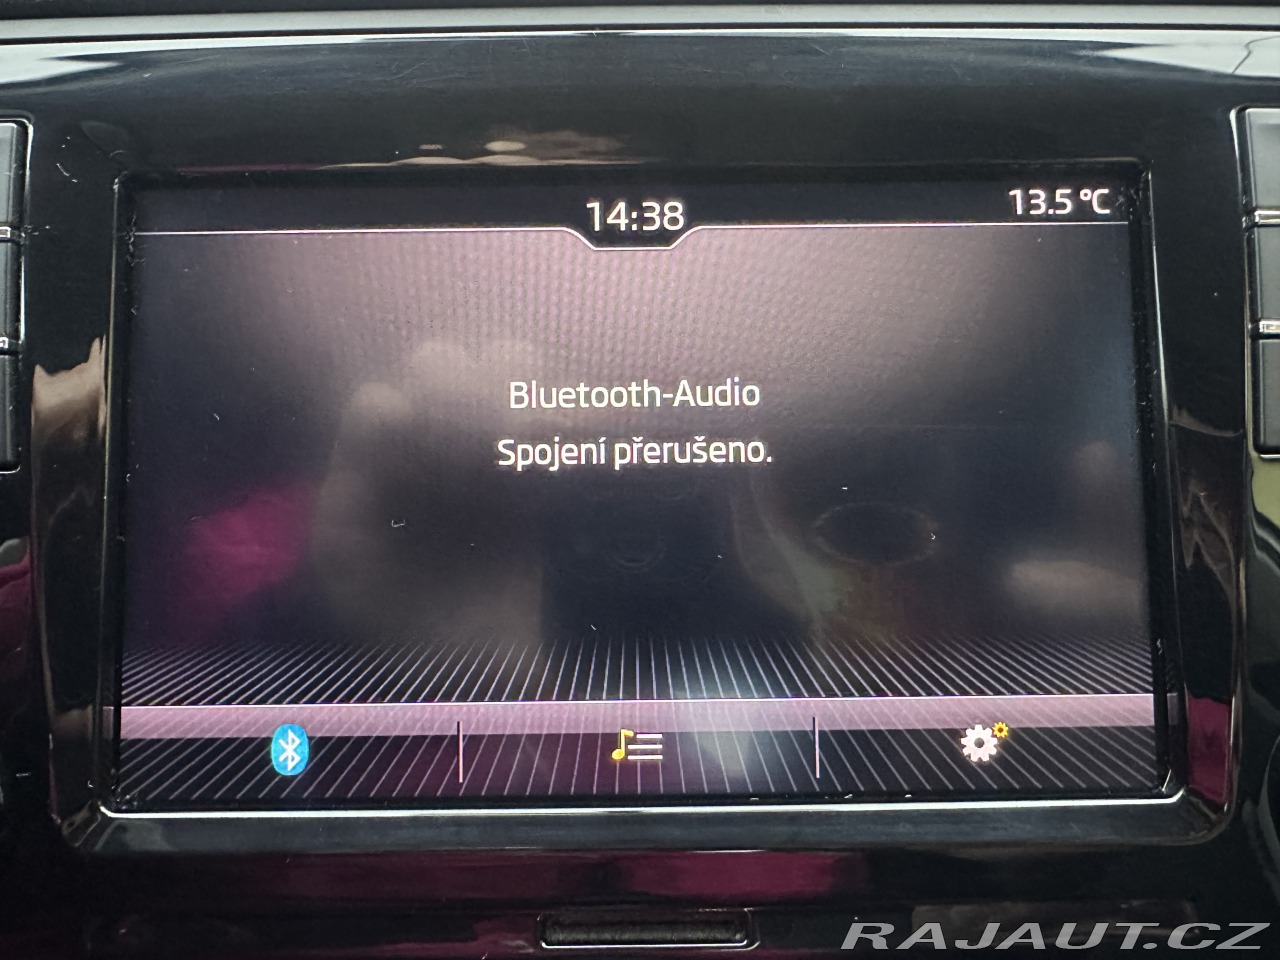 14:38
13.5 °C
Bluetooth-Audio
Spojení přerušeno.
RAJAUT.CZ